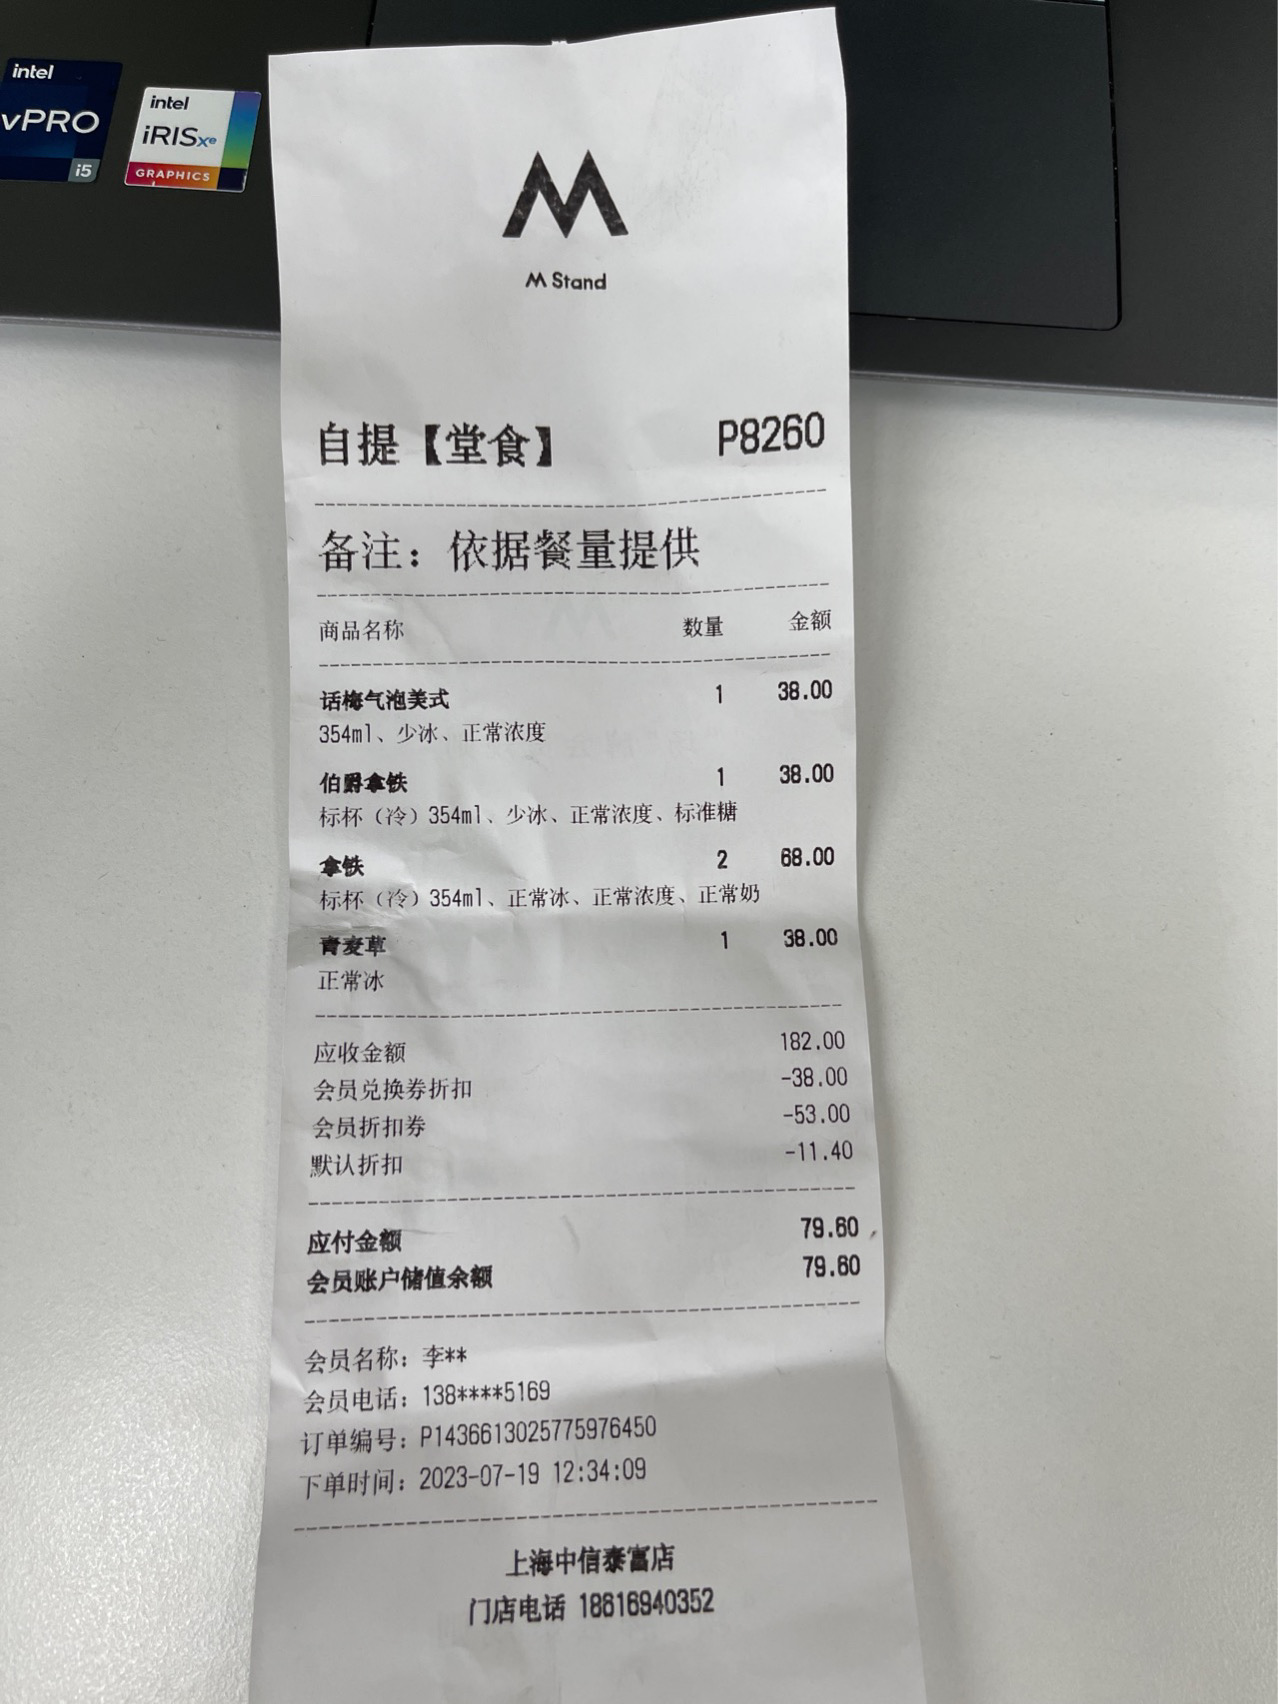 intel
vPRO
i5
intel
iRISxe
GRAPHICS
M
M Stand
自提【堂食】 P8260
备注：依据餐量提供
商品名称 数量 金额
话梅气泡美式 1 38.00
354ml、少冰、正常浓度
伯爵拿铁 1 38.00
标杯（冷）354ml、少冰、正常浓度、标准糖
拿铁 2 68.00
标杯（冷）354ml、正常冰、正常浓度、正常奶
青麦草 1 38.00
正常冰
应收金额 182.00
会员兑换券折扣 -38.00
会员折扣券 -53.00
默认折扣 -11.40
应付金额 79.60
会员账户储值余额 79.60
会员名称：李**
会员电话：138****5169
订单编号：P1436613025775976450
下单时间：2023-07-19 12:34:09
上海中信泰富店
门店电话 18616940352